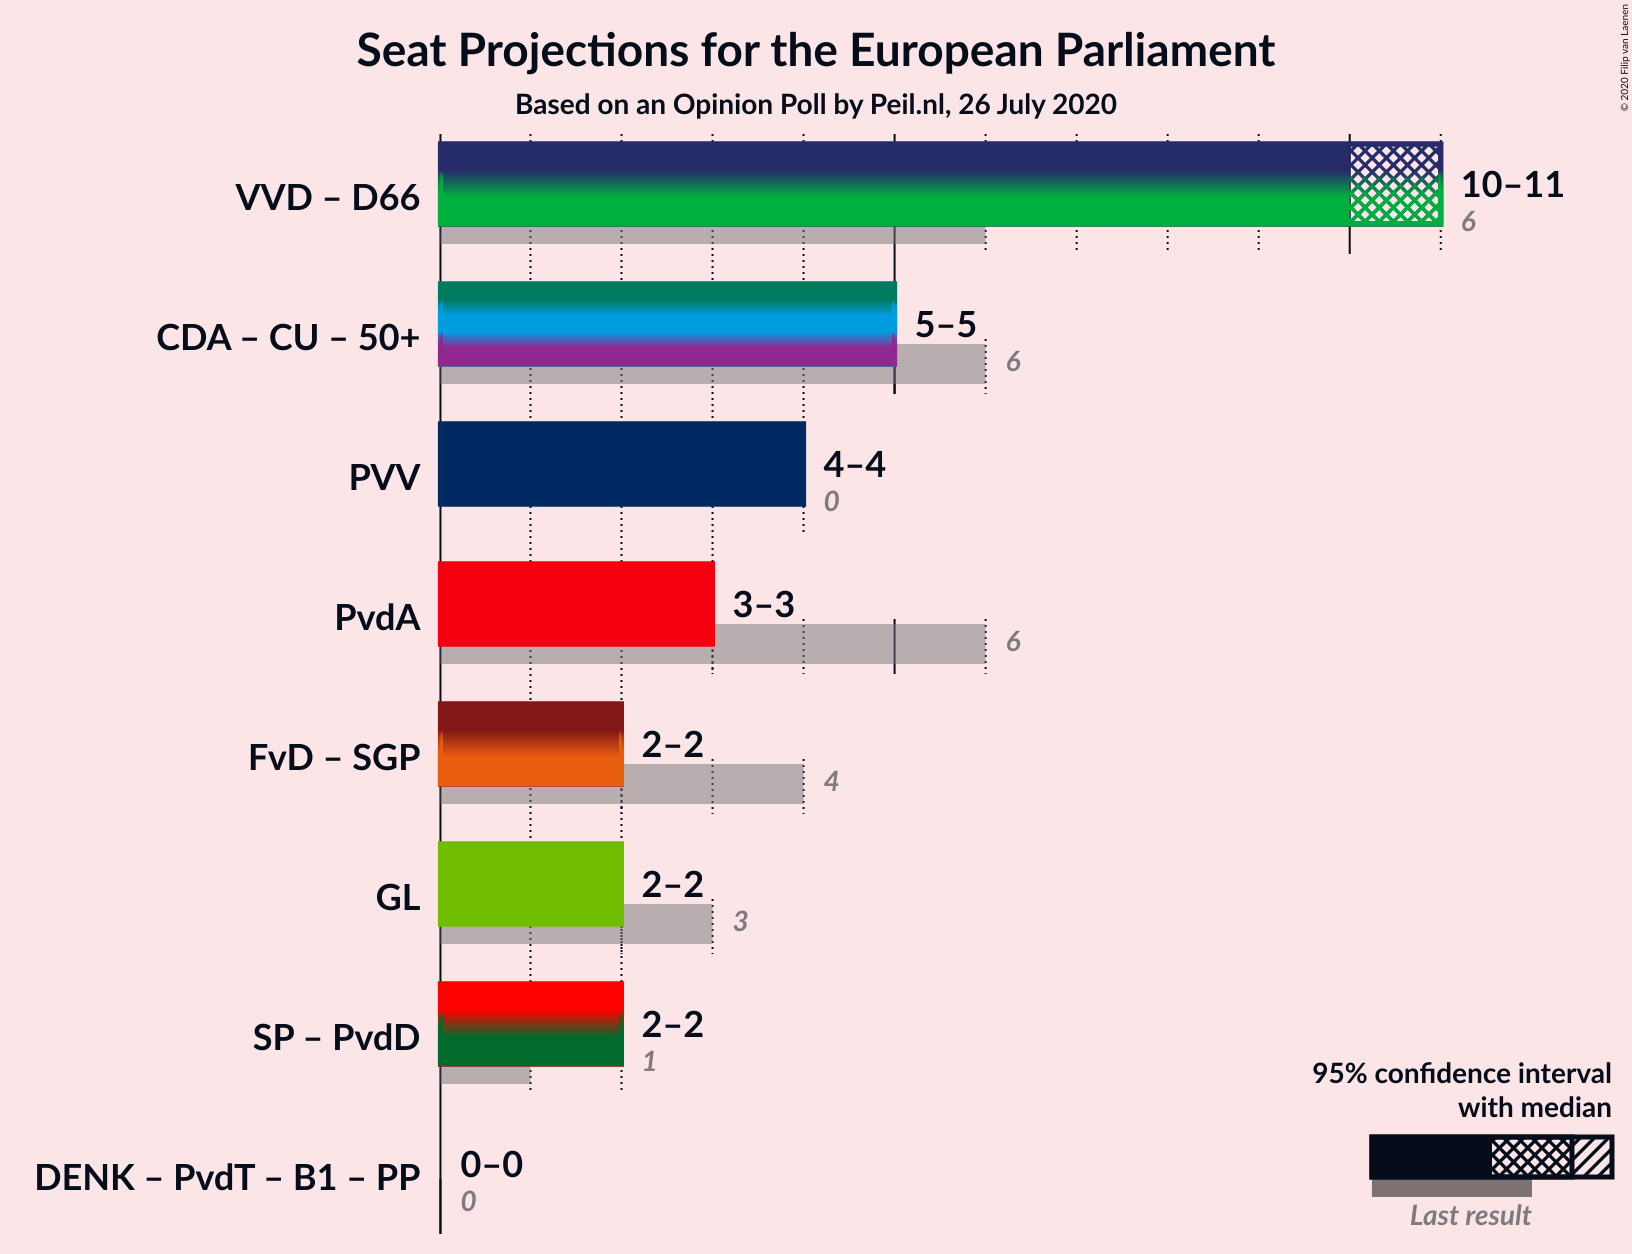 Seat Projections for the European Parliament
Based on an Opinion Poll by Peil.nl, 26 July 2020
© 2020 Filip van Laenen
VVD – D66
10–11
6
CDA – CU – 50+
5–5
6
PVV
4–4
0
PvdA
3–3
6
FvD – SGP
2–2
4
GL
2–2
3
SP – PvdD
2–2
1
DENK – PvdT – B1 – PP
0–0
0
95% confidence interval
with median
Last result